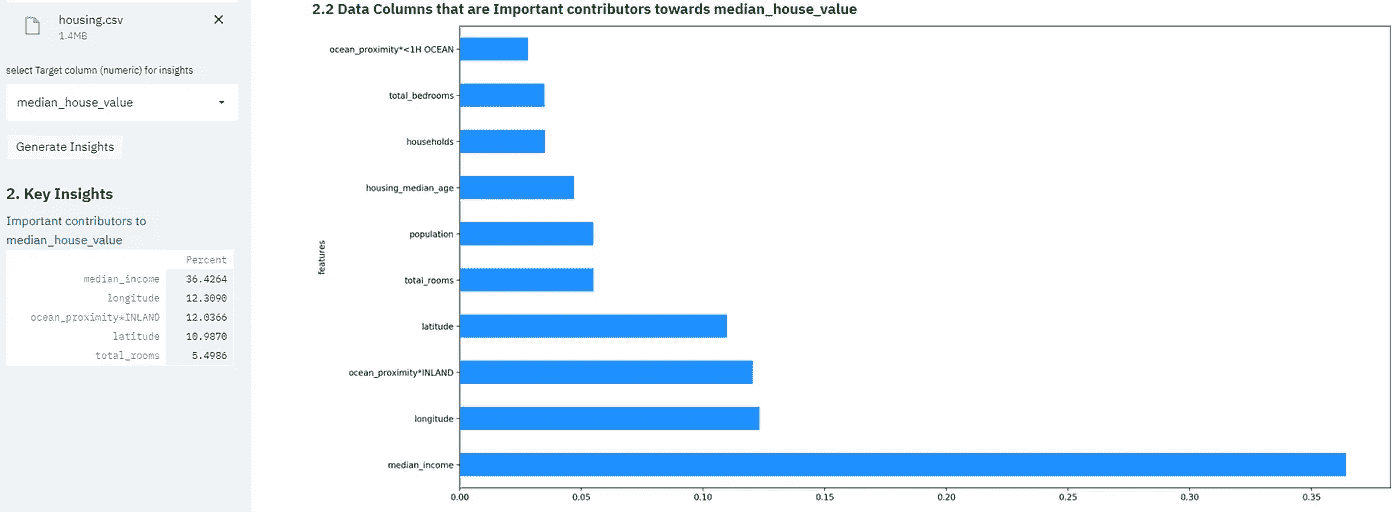 housing.csv
1.4MB
select Target column (numeric) for insights
median_house_value
Generate Insights
2. Key Insights
Important contributors to
median_house_value
Percent
median_income 36.4264
longitude 12.3090
ocean_proximity*INLAND 12.0366
latitude 10.9870
total_rooms 5.4986
2.2 Data Columns that are Important contributors towards median_house_value
features
ocean_proximity*<1H OCEAN
total_bedrooms
households
housing_median_age
population
total_rooms
latitude
ocean_proximity*INLAND
longitude
median_income
0.00 0.05 0.10 0.15 0.20 0.25 0.30 0.35